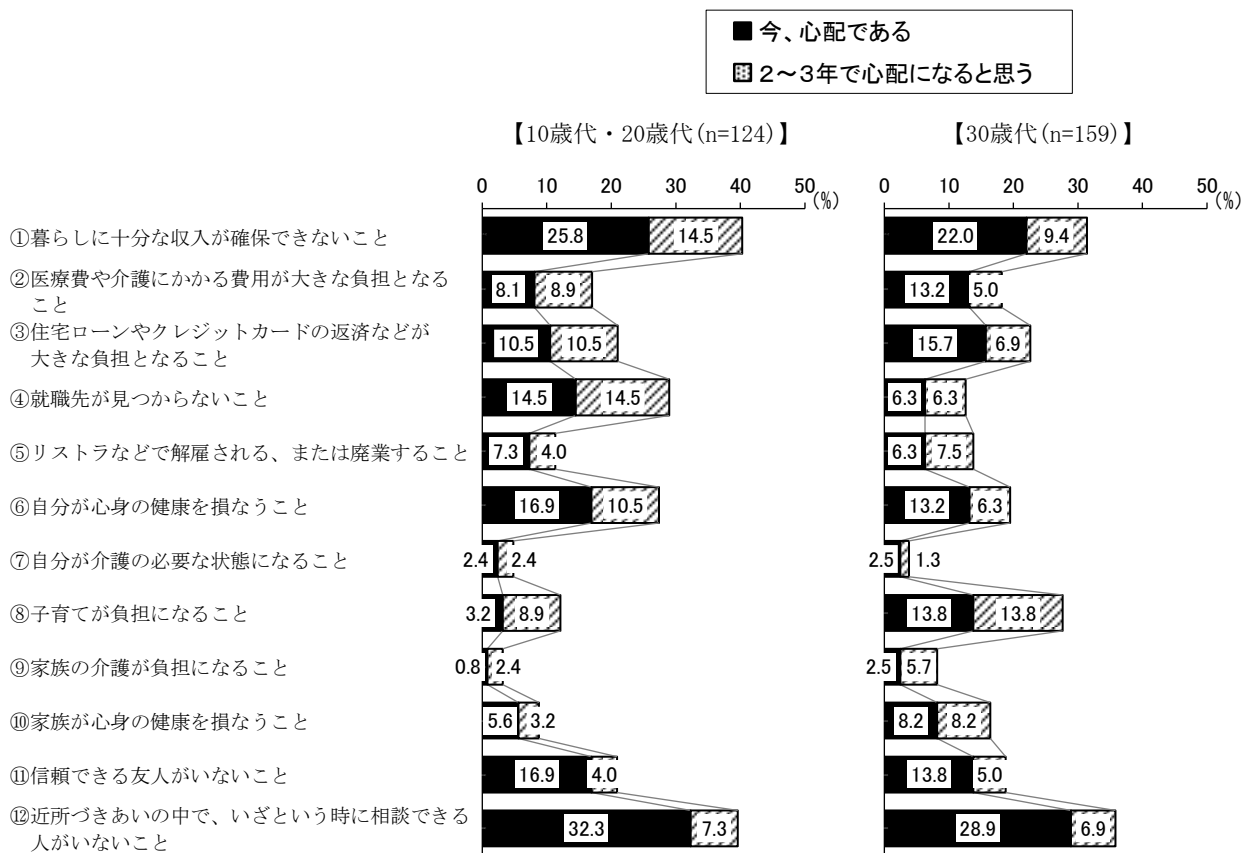 今、心配である
2～3年で心配になると思う
【10歳代・20歳代(n=124)】
【30歳代(n=159)】
0 10 20 30 40 50
(%)
0 10 20 30 40 50
(%)
①暮らしに十分な収入が確保できないこと
25.8 14.5 22.0 9.4
②医療費や介護にかかる費用が大きな負担となる
こと
8.1 8.9 13.2 5.0
③住宅ローンやクレジットカードの返済などが
大きな負担となること
10.5 10.5 15.7 6.9
④就職先が見つからないこと
14.5 14.5 6.3 6.3
⑤リストラなどで解雇される、または廃業すること
7.3 4.0 6.3 7.5
⑥自分が心身の健康を損なうこと
16.9 10.5 13.2 6.3
⑦自分が介護の必要な状態になること
2.4 2.4 2.5 1.3
⑧子育てが負担になること
3.2 8.9 13.8 13.8
⑨家族の介護が負担になること
0.8 2.4 2.5 5.7
⑩家族が心身の健康を損なうこと
5.6 3.2 8.2 8.2
⑪信頼できる友人がいないこと
16.9 4.0 13.8 5.0
⑫近所づきあいの中で、いざという時に相談できる
人がいないこと
32.3 7.3 28.9 6.9